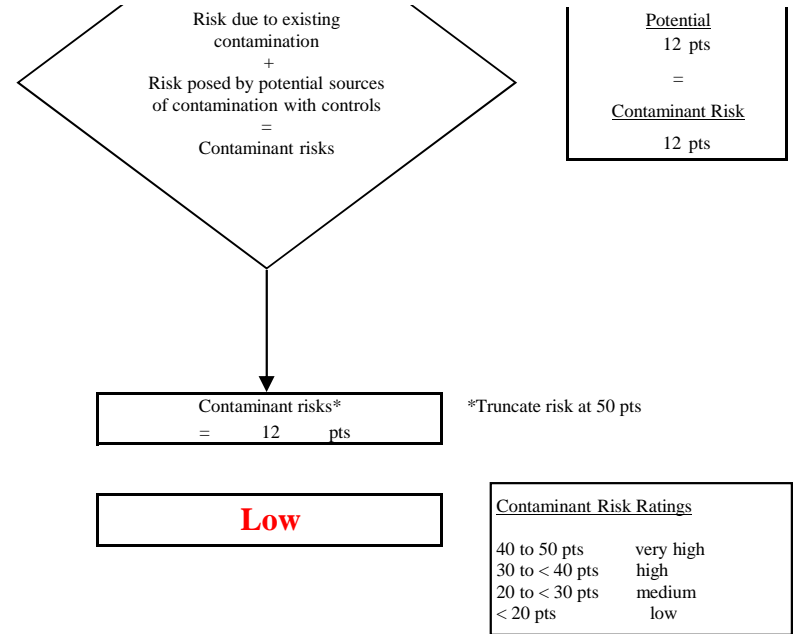 Risk due to existing
contamination
+
Risk posed by potential sources
of contamination with controls
=
Contaminant risks
Potential
12 pts
=
Contaminant Risk
12 pts
Contaminant risks*
= 12 pts
*Truncate risk at 50 pts
Low
Contaminant Risk Ratings
40 to 50 pts very high
30 to < 40 pts high
20 to < 30 pts medium
< 20 pts low